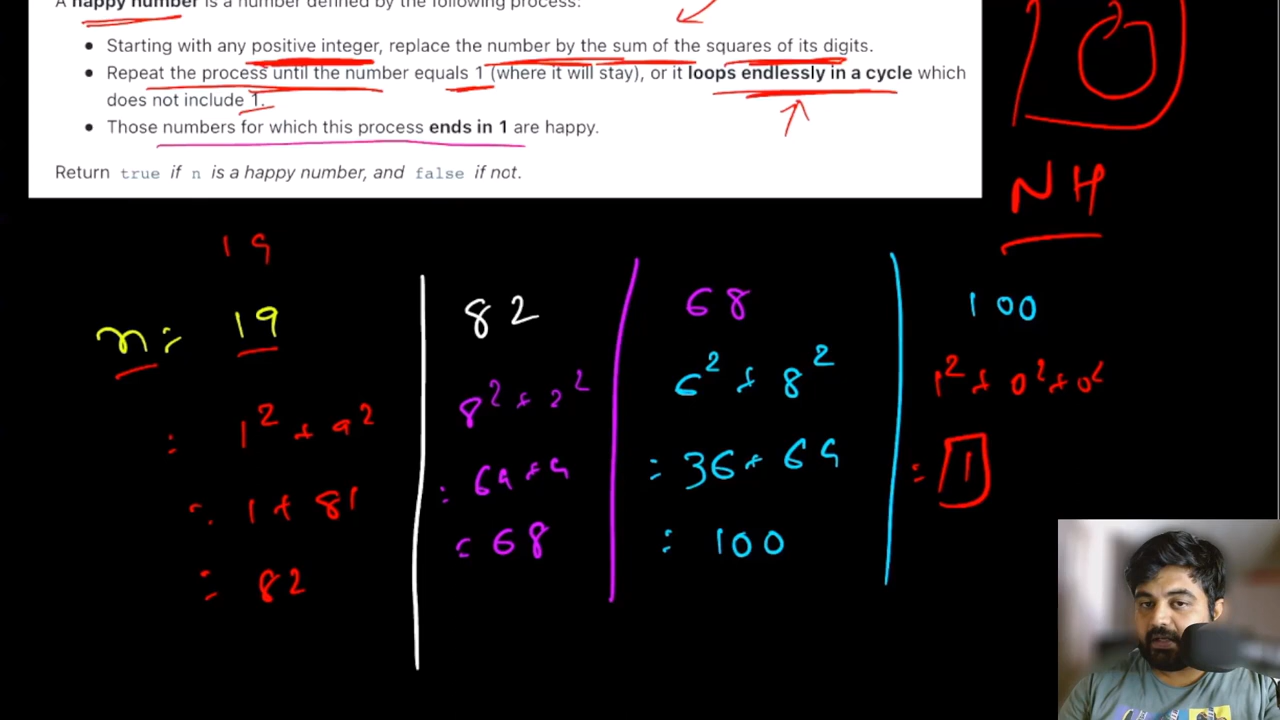 A happy number is a number defined by the following process:
• Starting with any positive integer, replace the number by the sum of the squares of its digits.
• Repeat the process until the number equals 1 (where it will stay), or it loops endlessly in a cycle which
does not include 1.
• Those numbers for which this process ends in 1 are happy.
Return true if n is a happy number, and false if not.
NH
19
n = 19
= 1² + 9²
= 1 + 81
= 82
82
8² + 2²
= 64 + 4
= 68
68
6² + 8²
= 36 + 64
= 100
100
1² + 0² + 0²
= 1